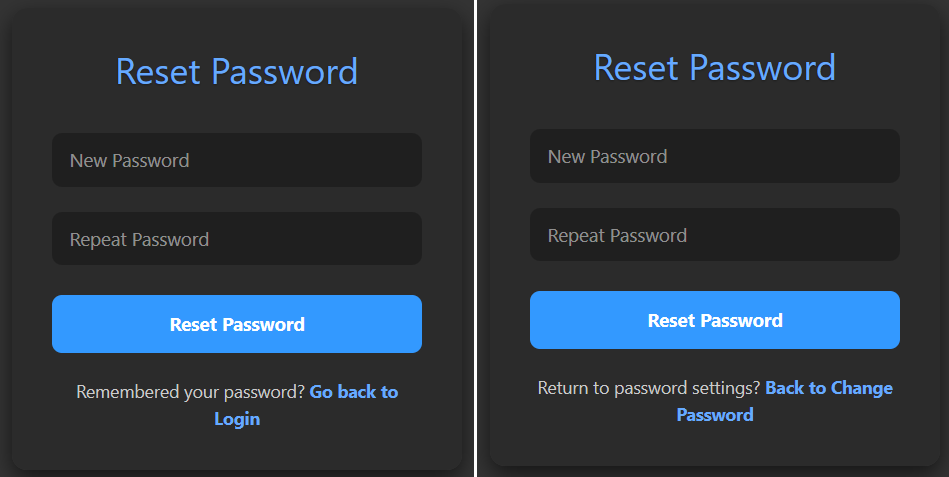 Reset Password
New Password
Repeat Password
Reset Password
Remembered your password? Go back to
Login
Reset Password
New Password
Repeat Password
Reset Password
Return to password settings? Back to Change
Password